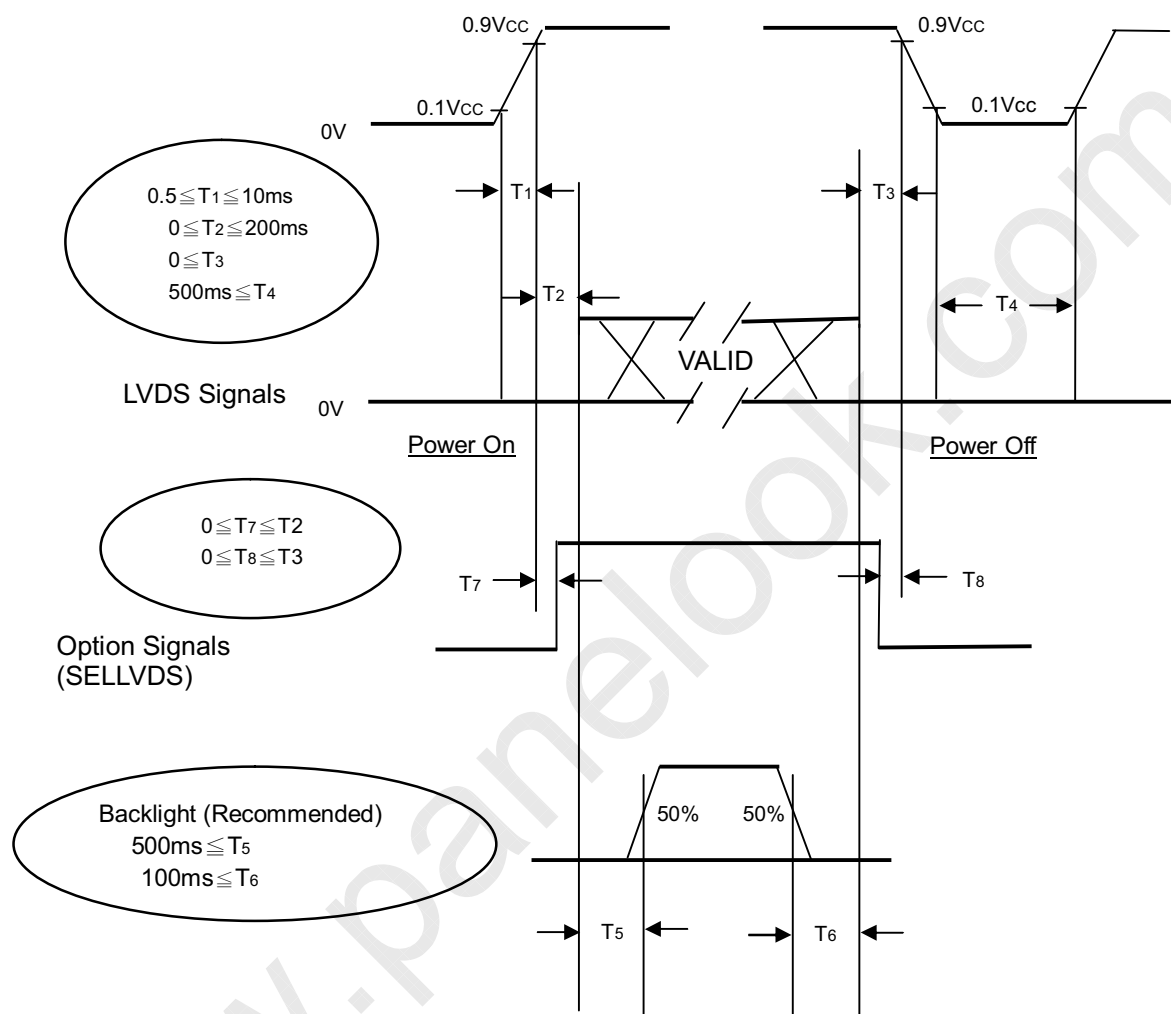 0.9VCC
0.9VCC
0.1VCC
0.1Vcc
0V
0.5≦T1≦10ms
0≦T2≦200ms
0≦T3
500ms≦T4
T1
T3
T2
T4
VALID
LVDS Signals
0V
Power On
Power Off
0≦T7≦T2
0≦T8≦T3
T7
T8
Option Signals
(SELLVDS)
Backlight (Recommended)
500ms≦T5
100ms≦T6
50%
50%
T5
T6
w.panelook.com